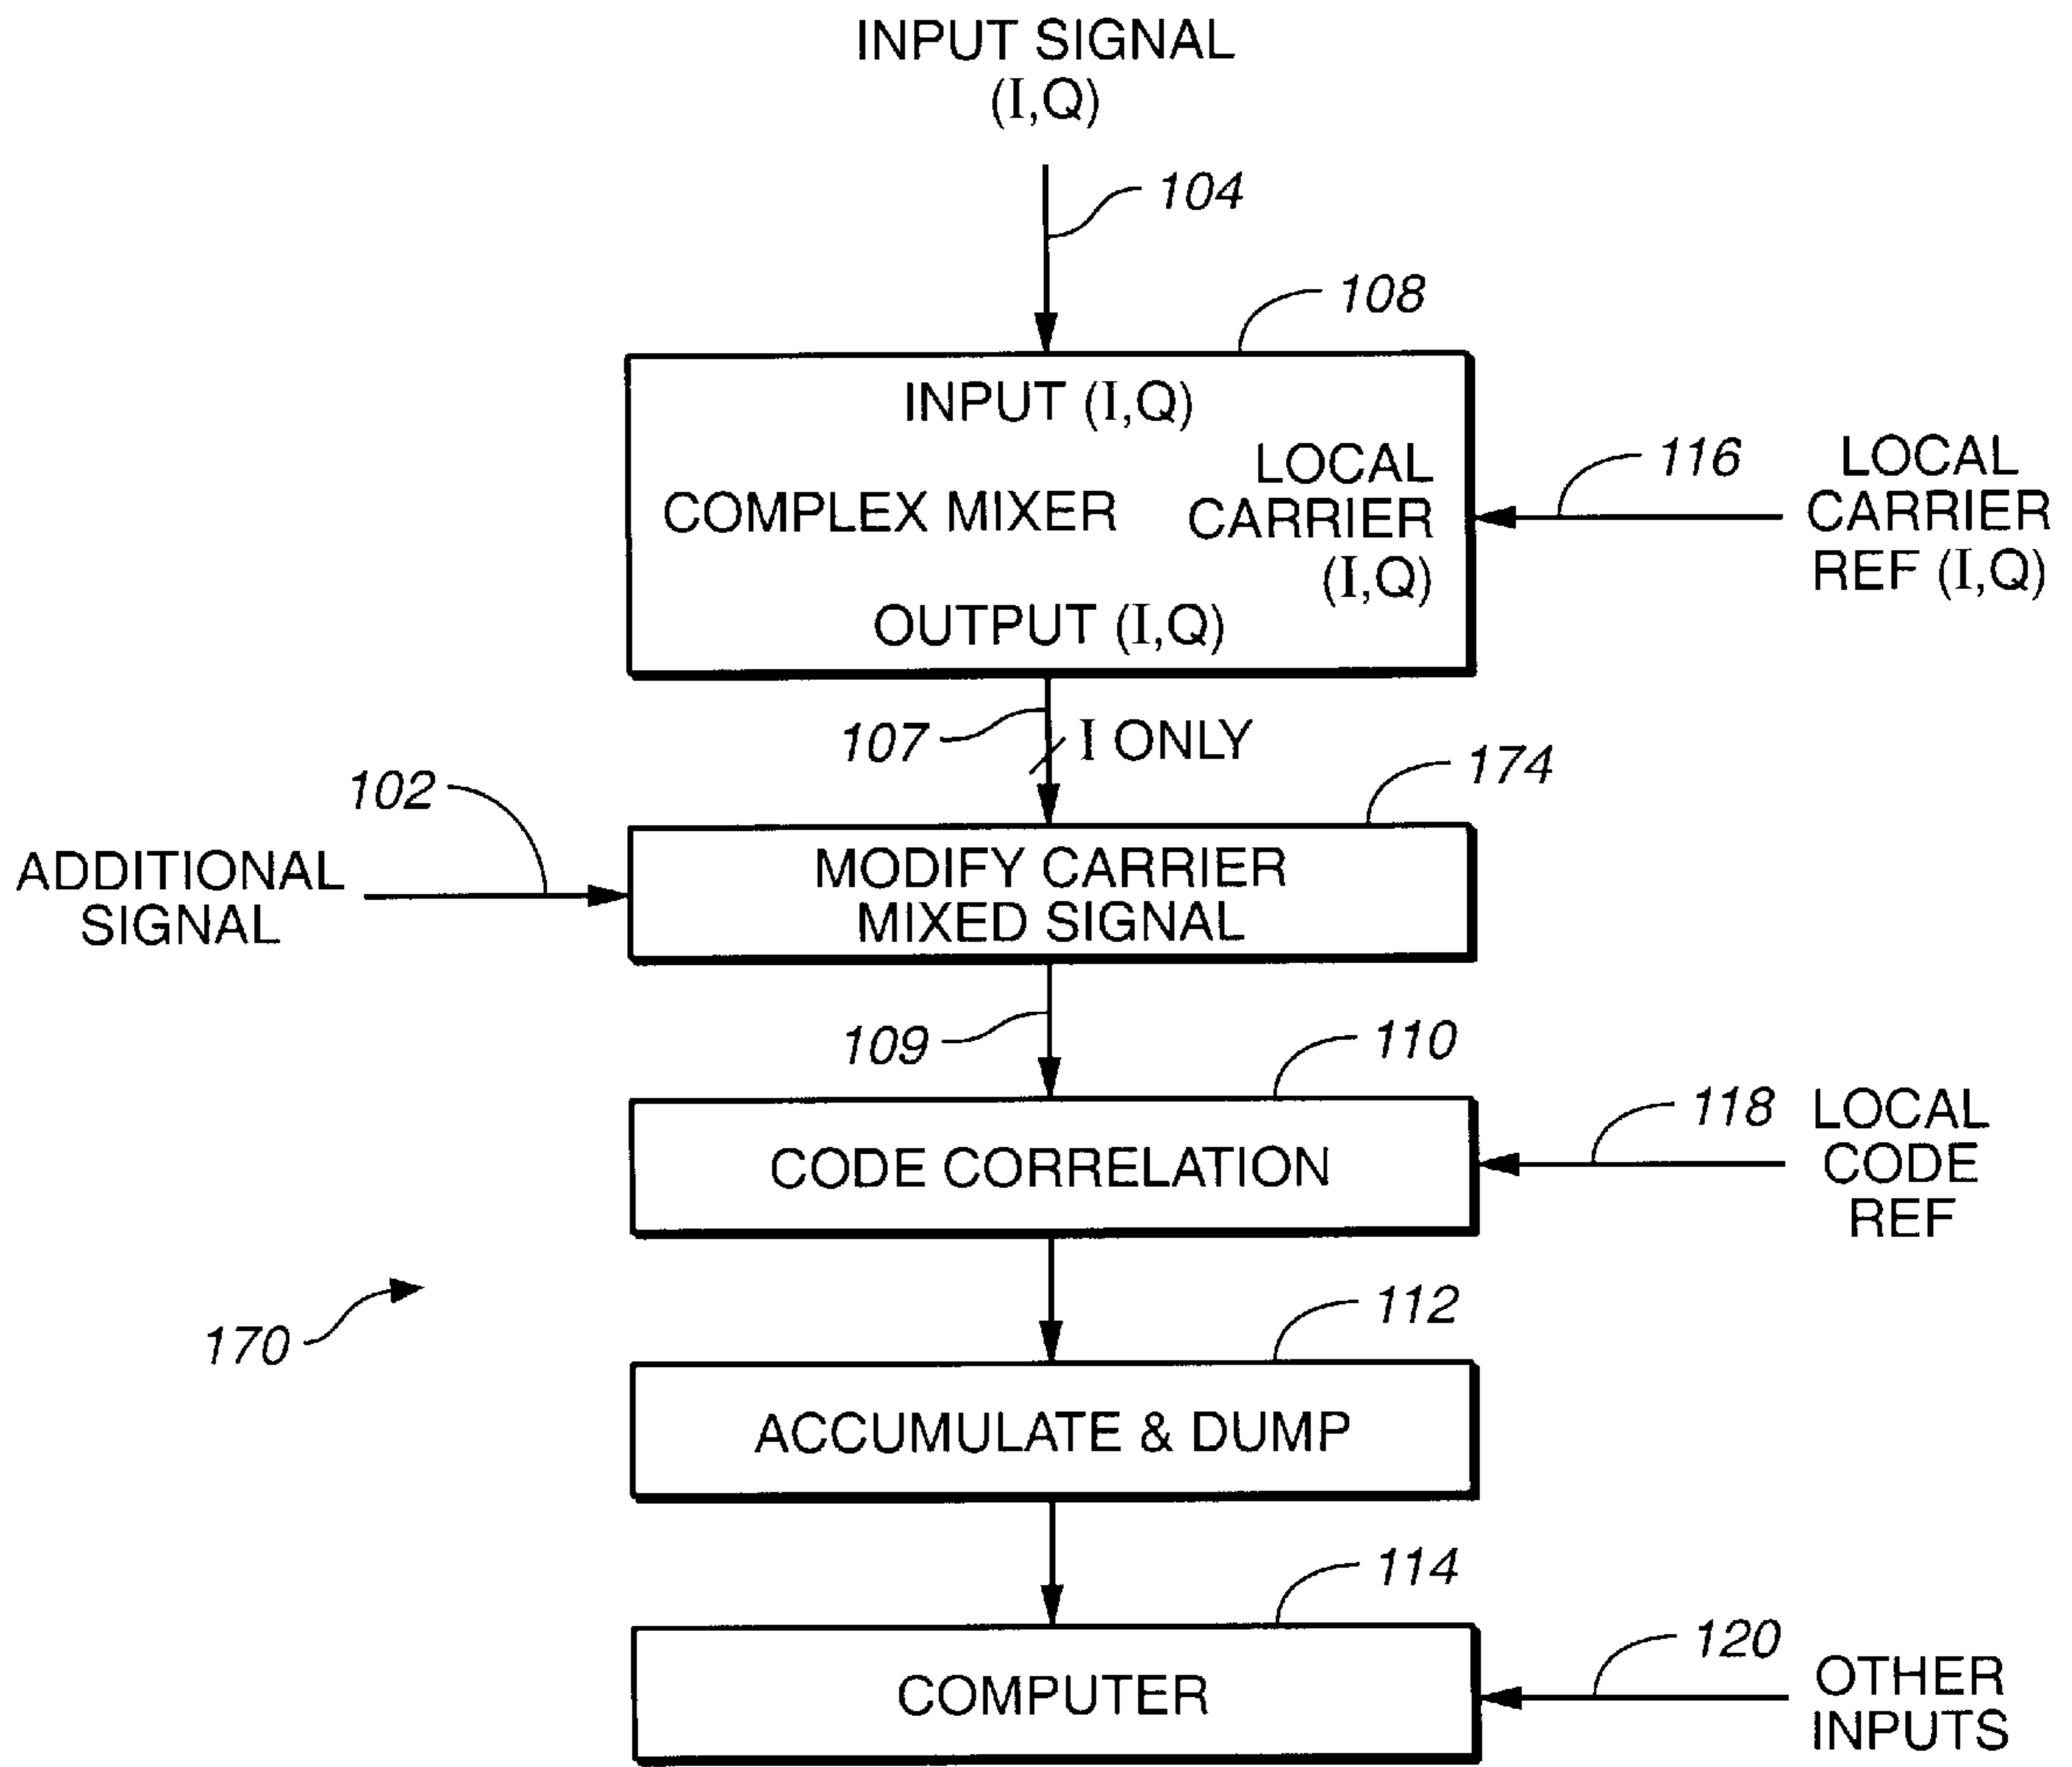 INPUT SIGNAL
(I,Q)
104
108
INPUT (I,Q)
LOCAL
CARRIER
(I,Q)
COMPLEX MIXER
OUTPUT (I,Q)
116
LOCAL
CARRIER
REF (I,Q)
107
I ONLY
174
102
ADDITIONAL
SIGNAL
MODIFY CARRIER
MIXED SIGNAL
109
110
CODE CORRELATION
118
LOCAL
CODE
REF
170
112
ACCUMULATE & DUMP
114
COMPUTER
120
OTHER
INPUTS